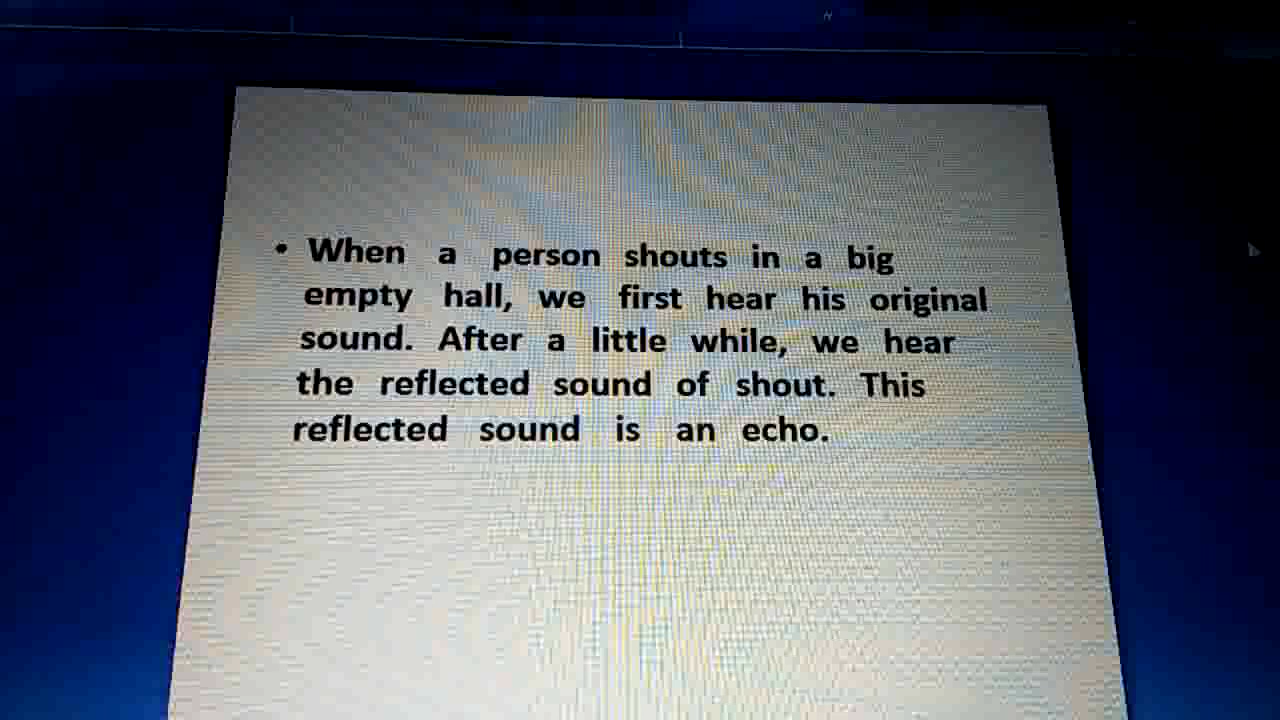 • When a person shouts in a big
empty hall, we first hear his original
sound. After a little while, we hear
the reflected sound of shout. This
reflected sound is an echo.